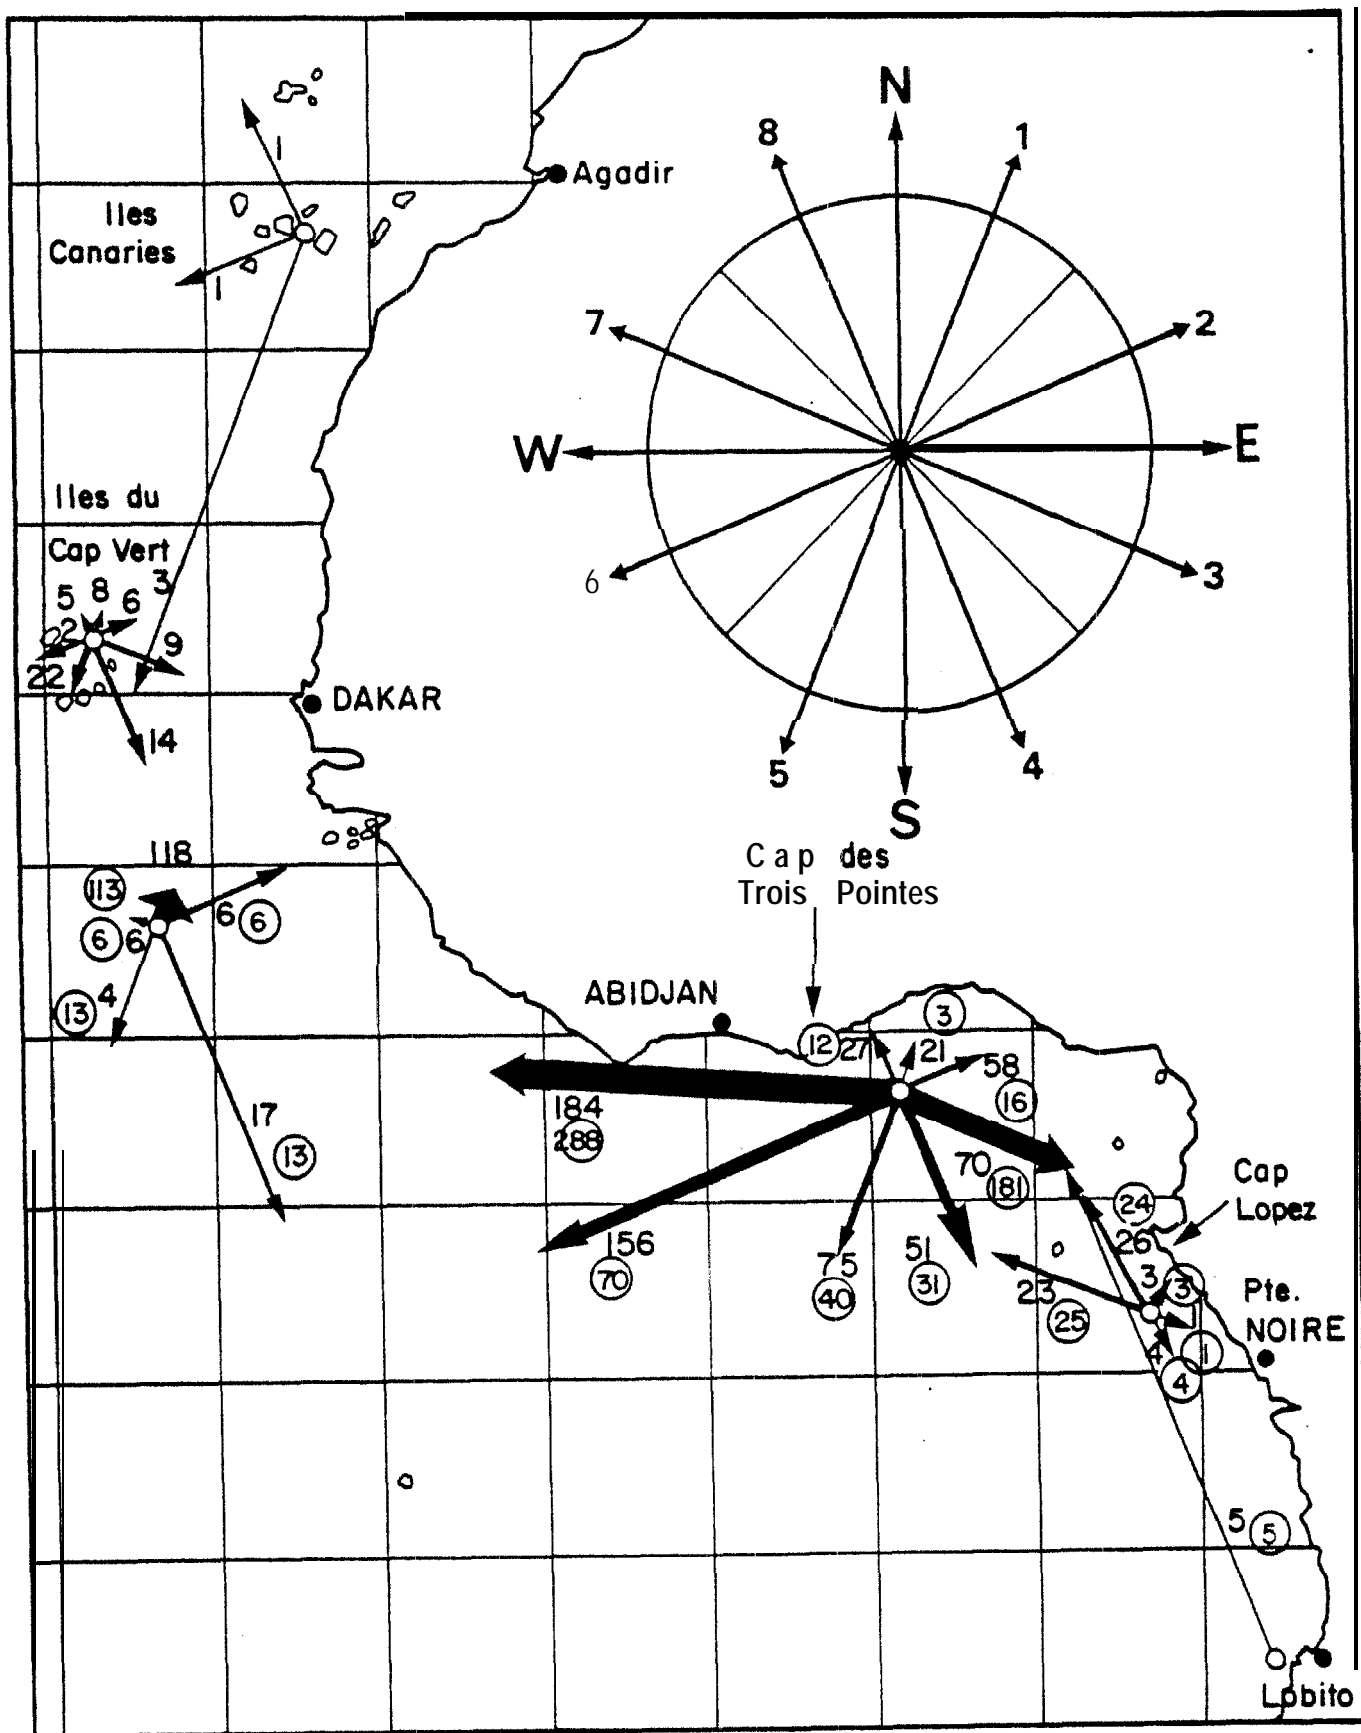 N
8
1
1
Agadir
Iles
Canaries
1
7
2
W
E
Iles du
Cap Vert
3
5 8 6
2
9
22
6
3
DAKAR
14
5
4
S
118
113
6 6
6 6
13 4
17
13
Cap des
Trois Pointes
ABIDJAN
3
12 27
21
58
16
184
288
70
181
156
70
75
40
51
31
24
26
Cap
Lopez
23
25
3 3
1
4 1
4
Pte.
NOIRE
5 5
Lobito